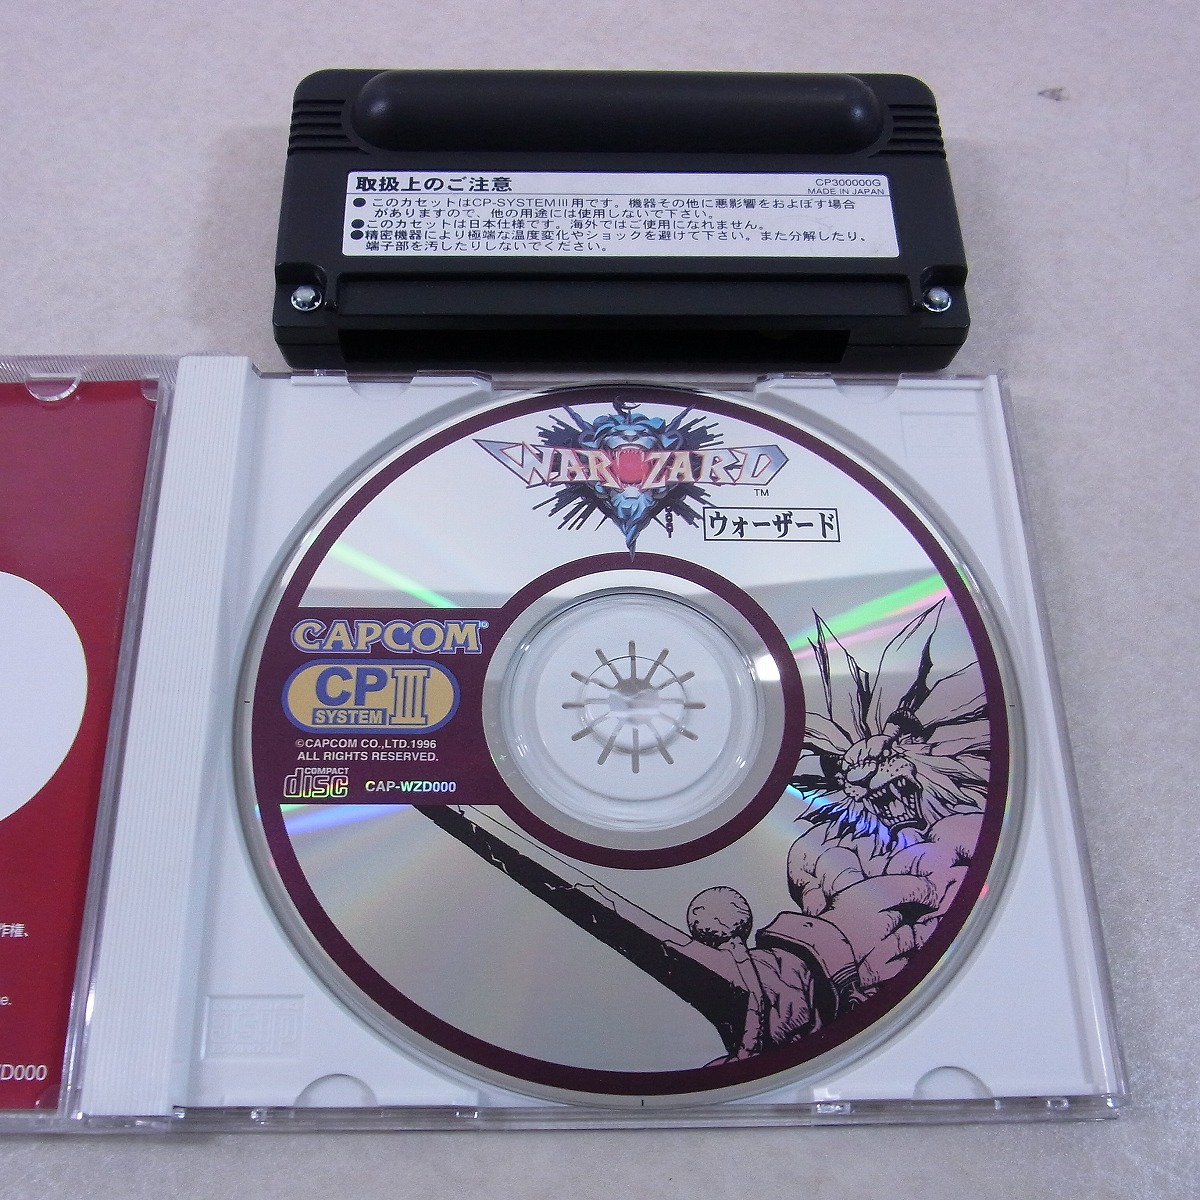 取扱上のご注意
CP300000G
MADE IN JAPAN
●このカセットはCP-SYSTEMⅢ用です。機器その他に悪影響をおよぼす場合
がありますので、他の用途には使用しないで下さい。
●このカセットは日本仕様です。海外ではご使用になれません。
●精密機器により極端な温度変化やショックを避けて下さい。また分解したり、
端子部を汚したりしないでください。
WARZARD
TM
ウォーザード
CAPCOM
CP
SYSTEM III
©CAPCOM CO.,LTD.1996
ALL RIGHTS RESERVED.
COMPACT
disc
CAP-WZD000
作権、
e.
ZD000